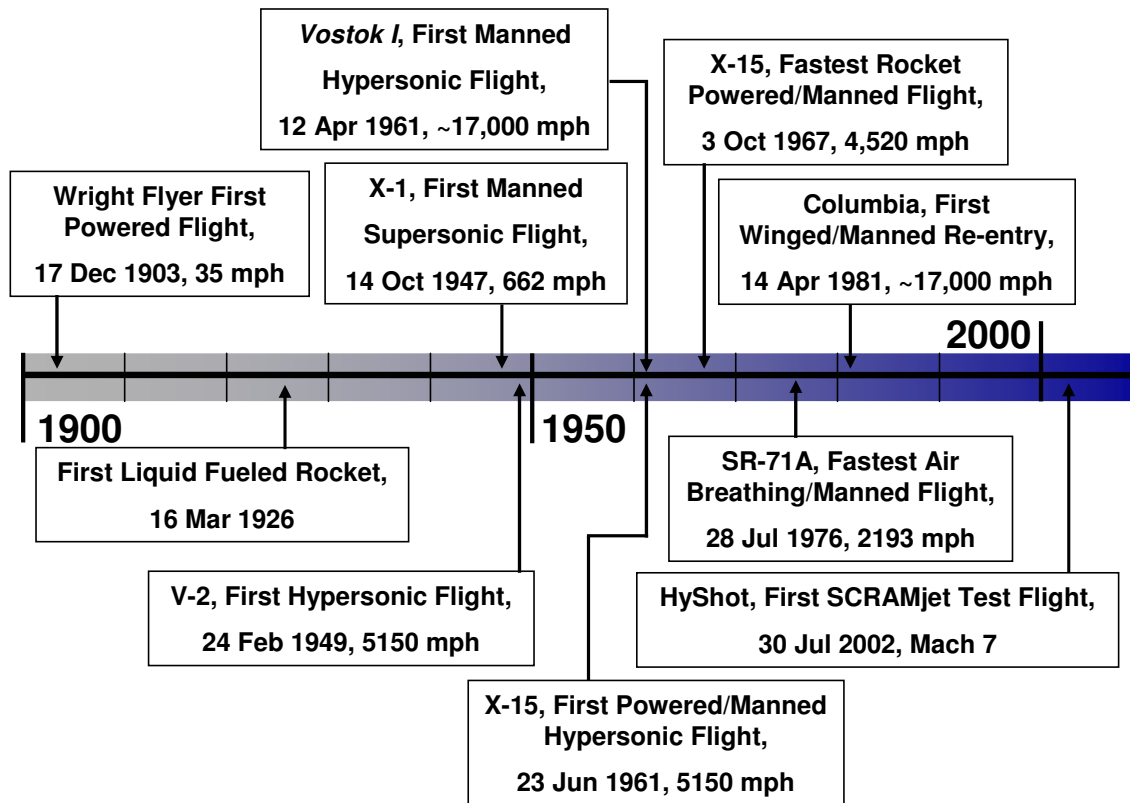 Vostok I, First Manned
Hypersonic Flight,
12 Apr 1961, ~17,000 mph
X-15, Fastest Rocket
Powered/Manned Flight,
3 Oct 1967, 4,520 mph
Wright Flyer First
Powered Flight,
17 Dec 1903, 35 mph
X-1, First Manned
Supersonic Flight,
14 Oct 1947, 662 mph
Columbia, First
Winged/Manned Re-entry,
14 Apr 1981, ~17,000 mph
2000
1900
1950
First Liquid Fueled Rocket,
16 Mar 1926
SR-71A, Fastest Air
Breathing/Manned Flight,
28 Jul 1976, 2193 mph
V-2, First Hypersonic Flight,
24 Feb 1949, 5150 mph
HyShot, First SCRAMjet Test Flight,
30 Jul 2002, Mach 7
X-15, First Powered/Manned
Hypersonic Flight,
23 Jun 1961, 5150 mph